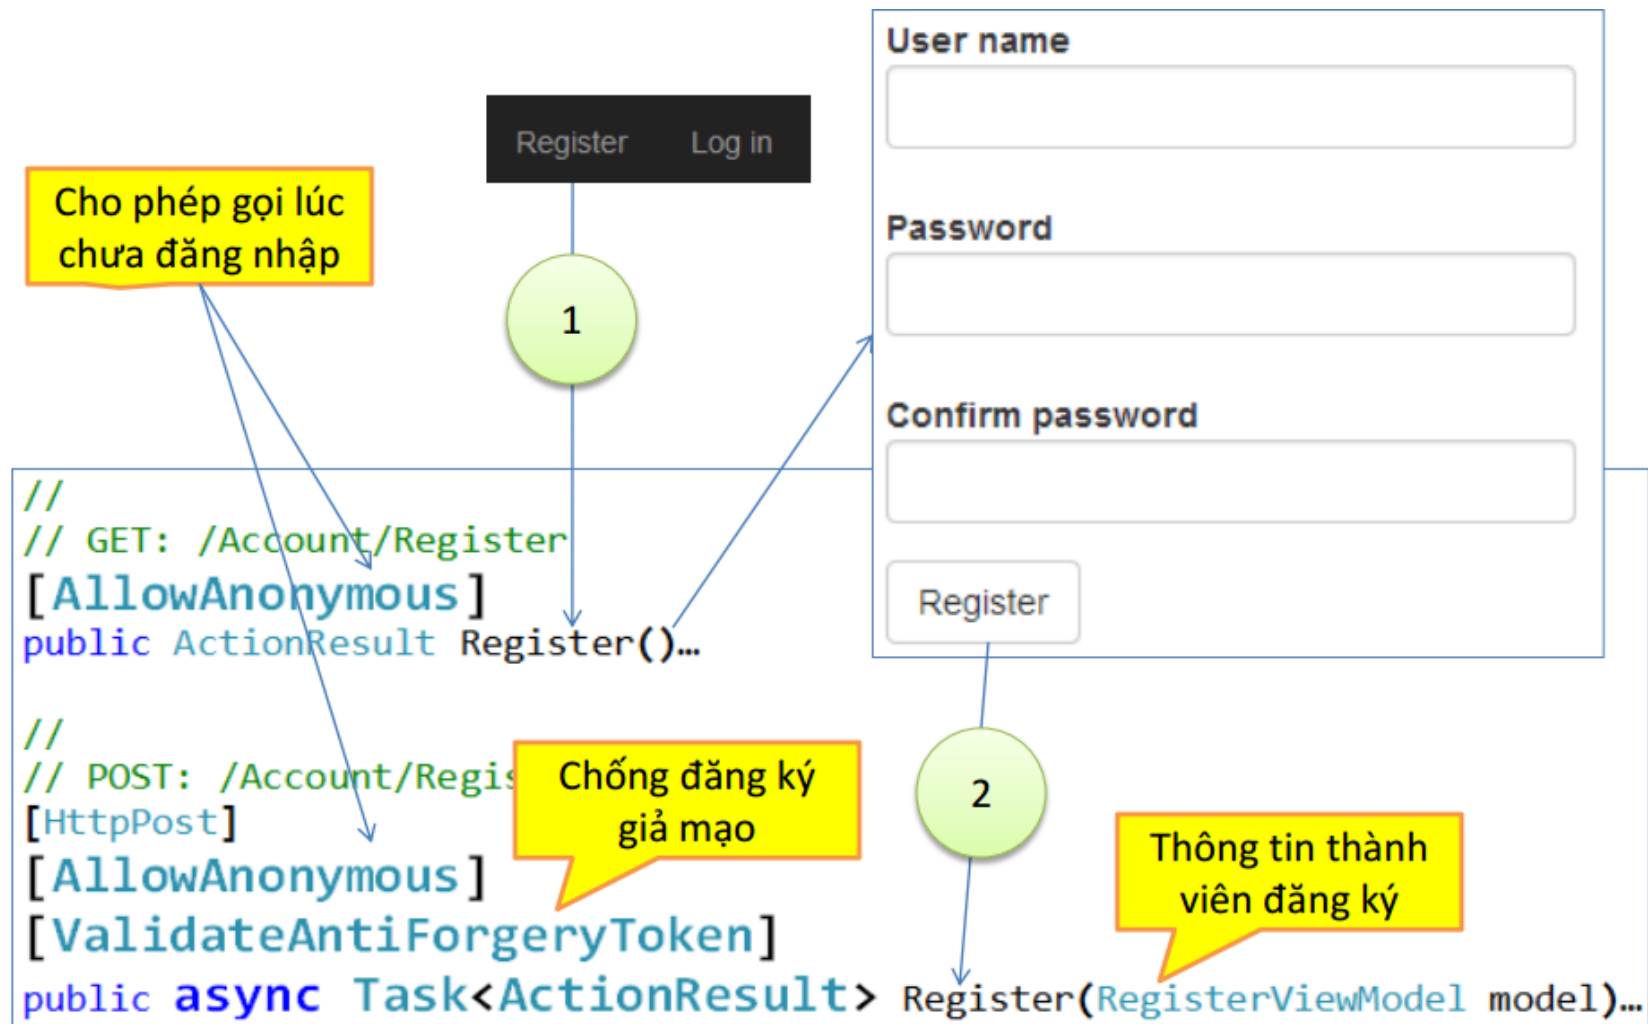 User name
Register Log in
Cho phép gọi lúc
chưa đăng nhập
Password
1
Confirm password
//
// GET: /Account/Register
[AllowAnonymous]
public ActionResult Register()…
Register
//
// POST: /Account/Regis
[HttpPost]
[AllowAnonymous]
[ValidateAntiForgeryToken]
public async Task<ActionResult> Register(RegisterViewModel model)…
Chống đăng ký
giả mạo
2
Thông tin thành
viên đăng ký